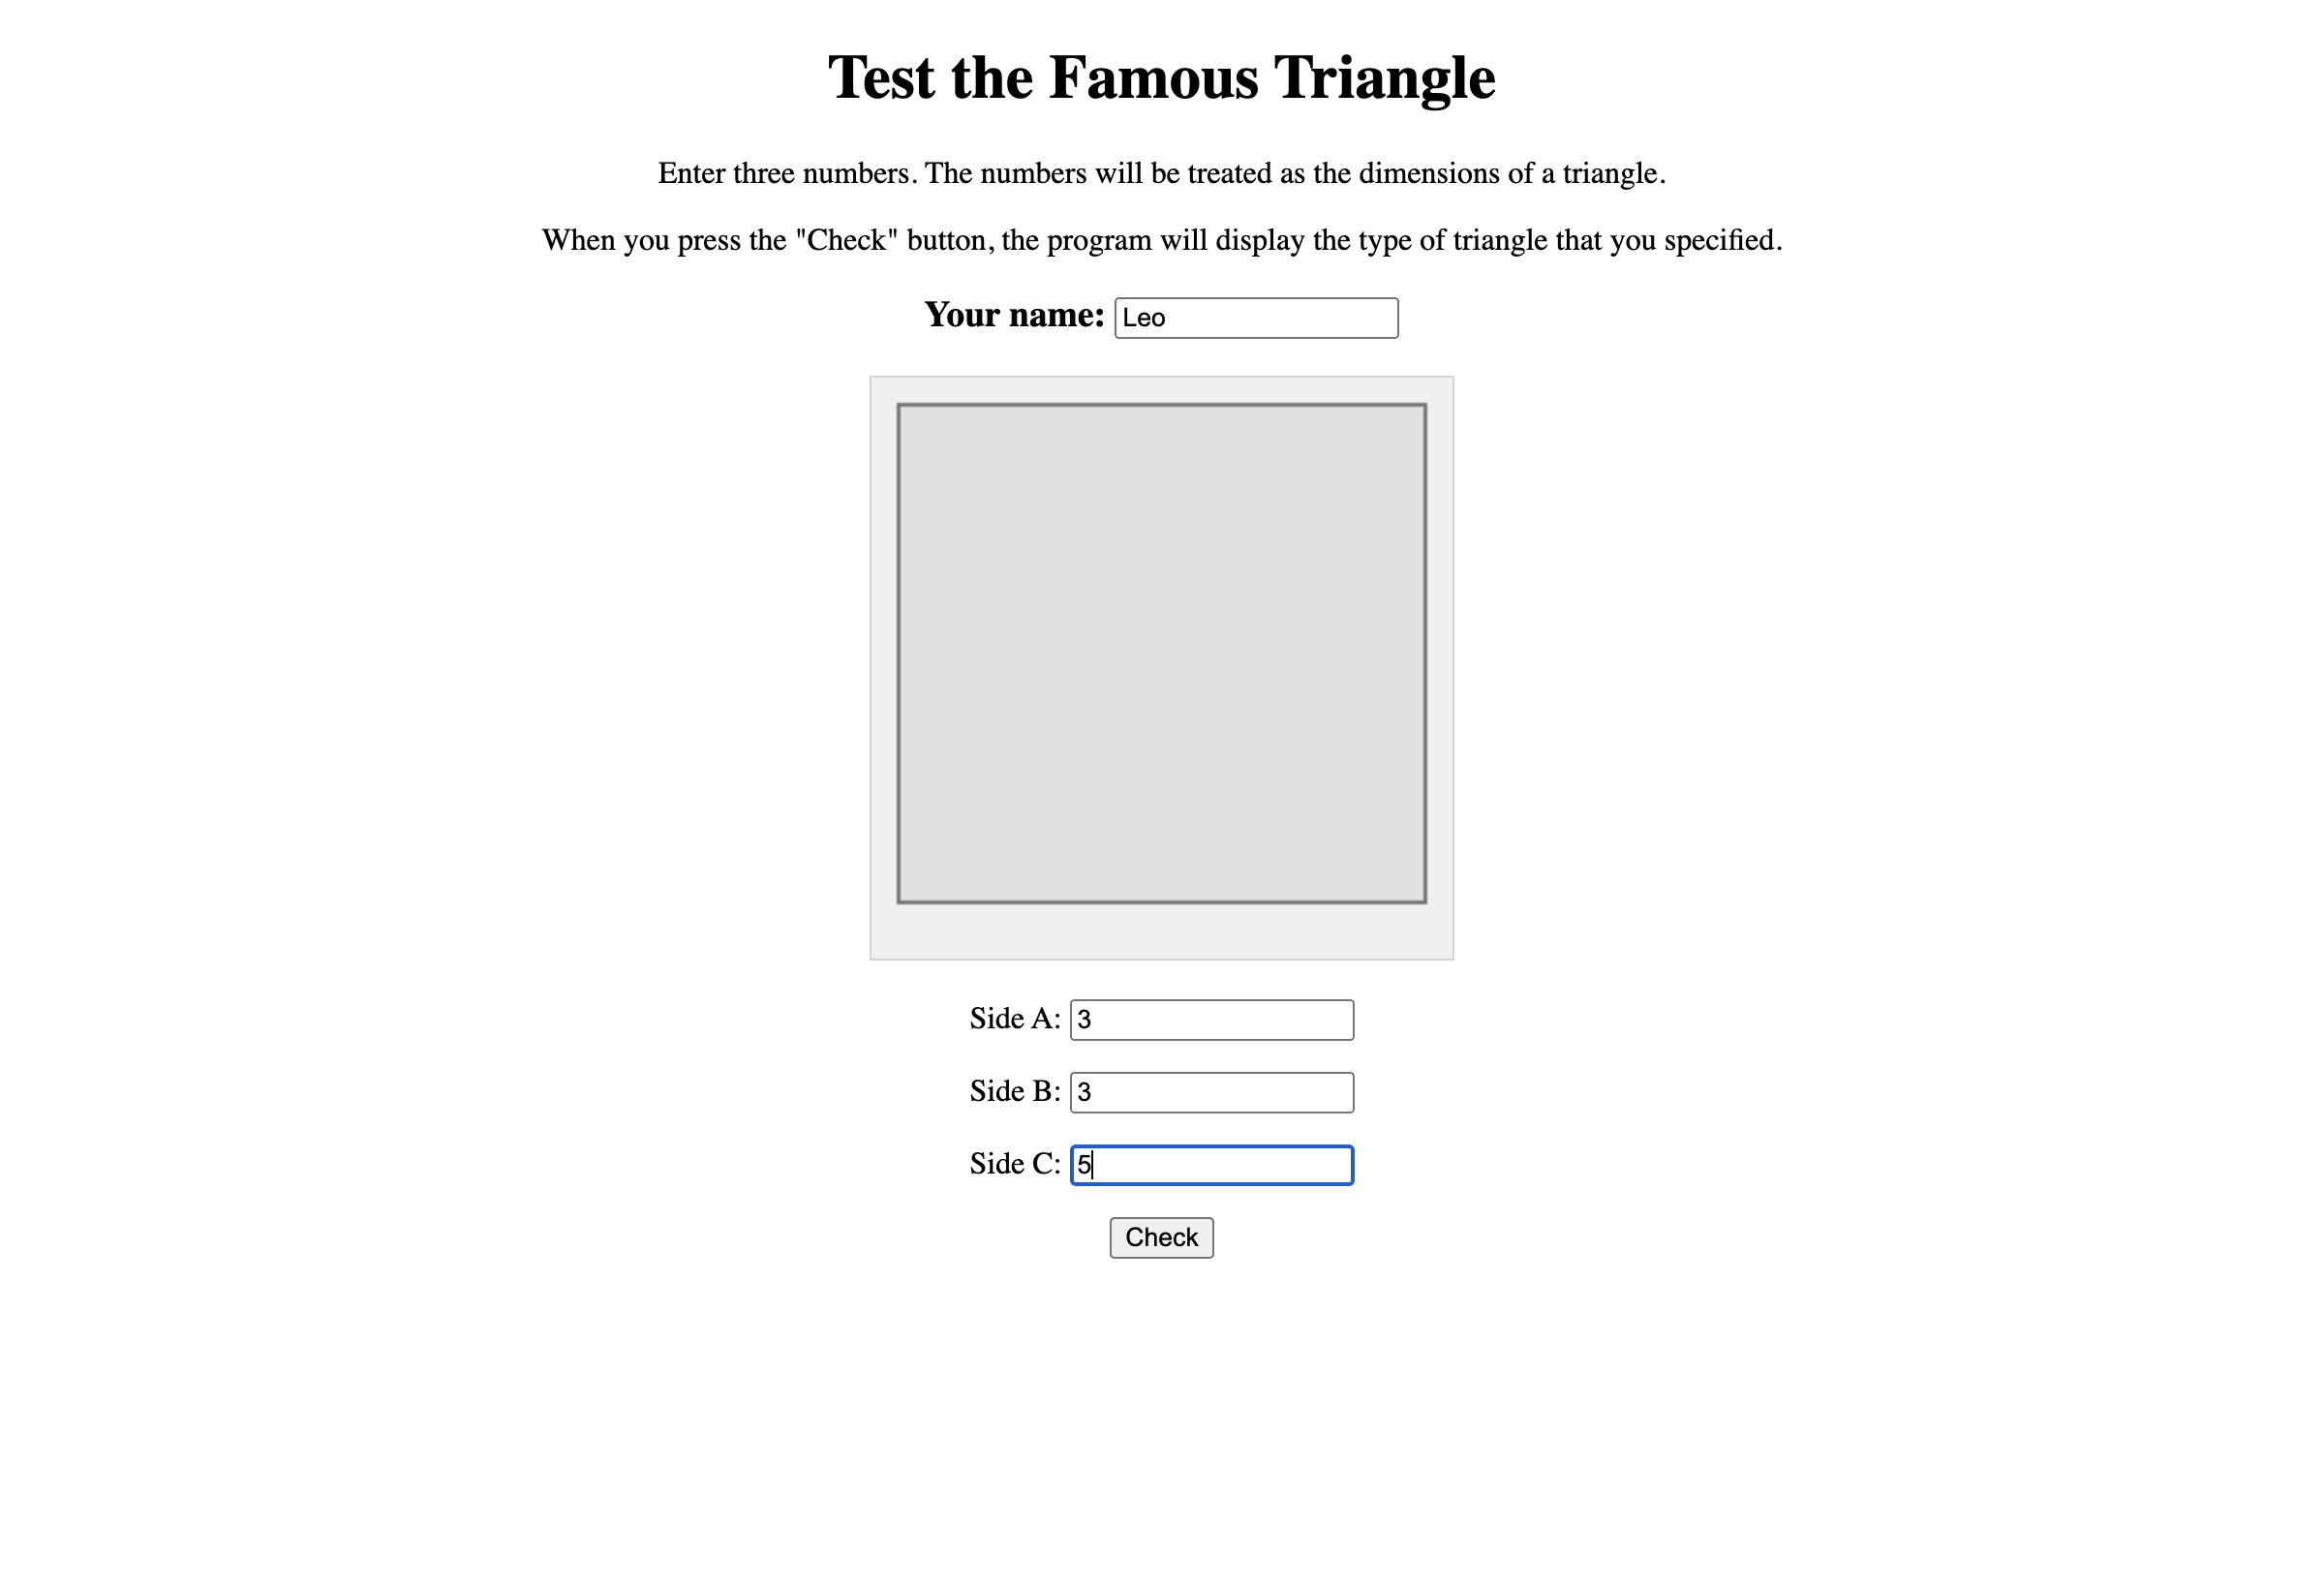 Test the Famous Triangle
Enter three numbers. The numbers will be treated as the dimensions of a triangle.
When you press the "Check" button, the program will display the type of triangle that you specified.
Your name: Leo
Side A: 3
Side B: 3
Side C: 5
Check